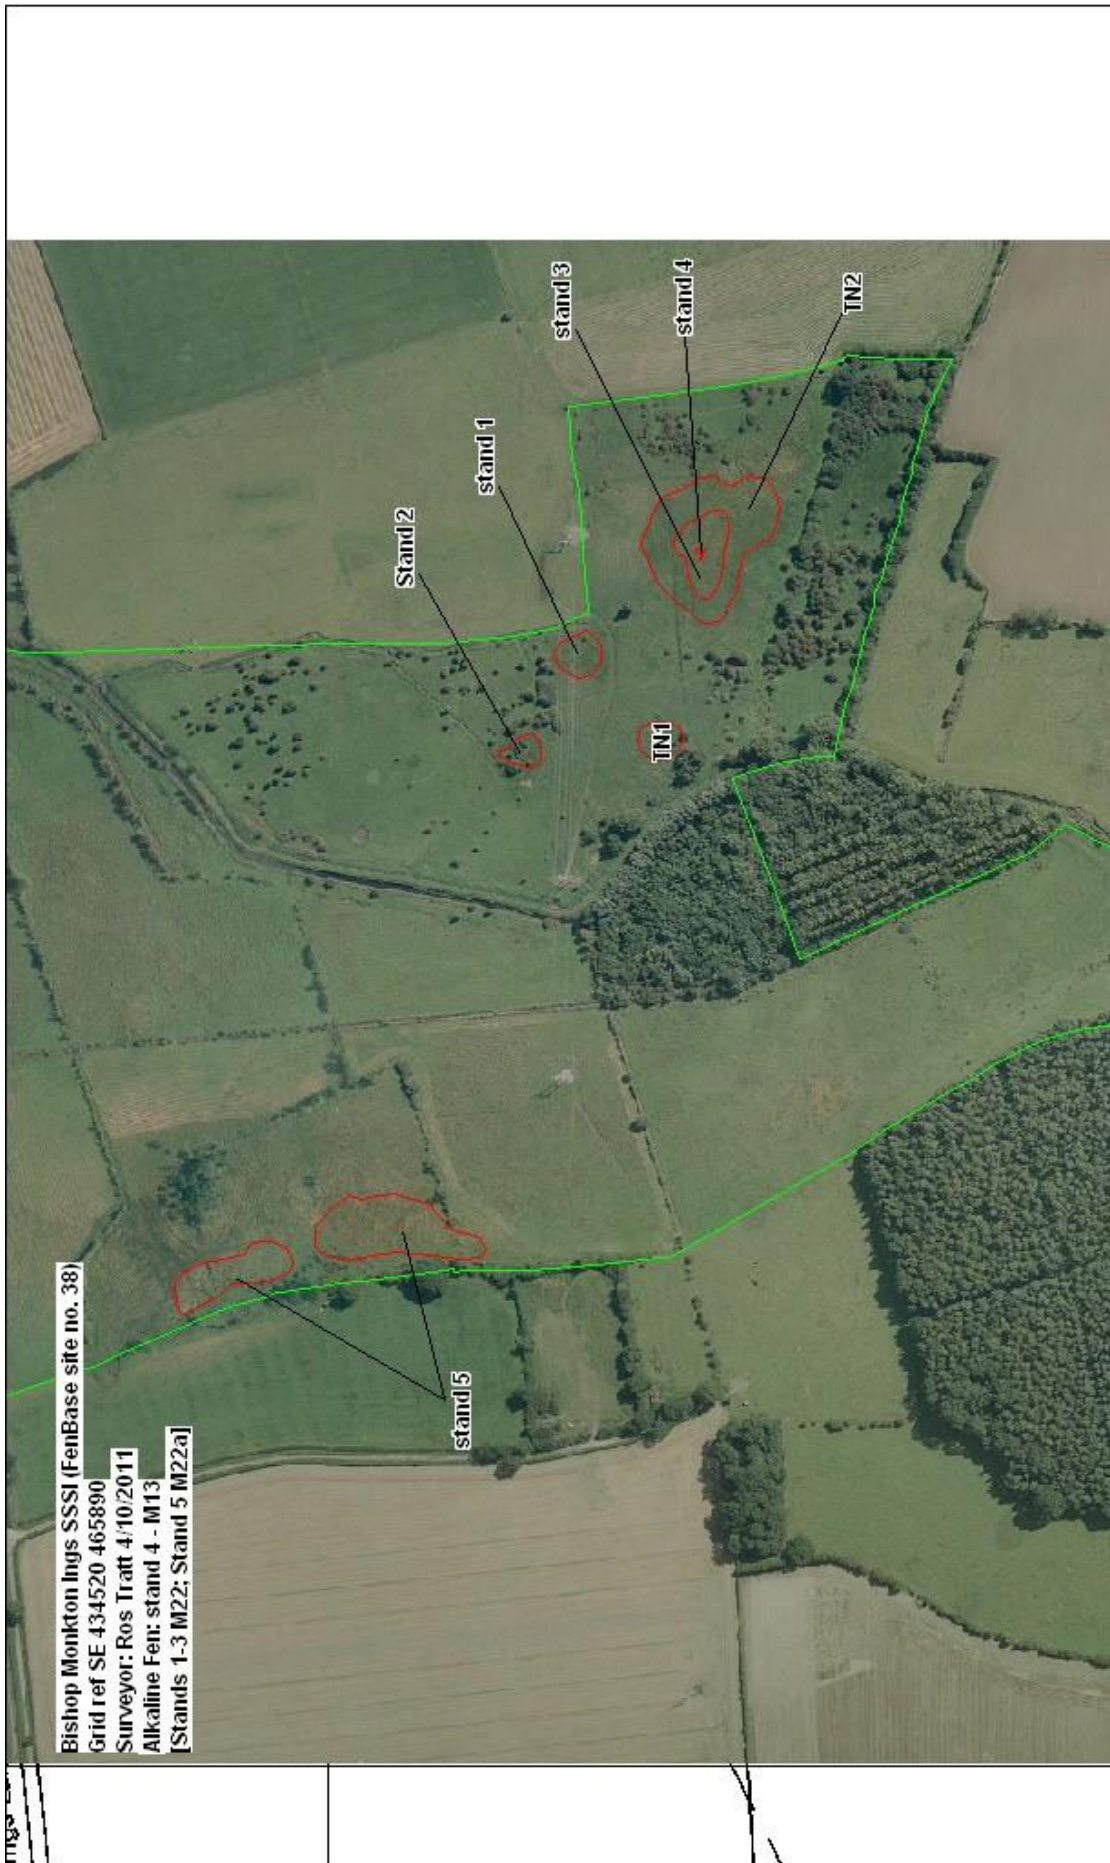 Bishop Monkton Ings SSSI (FenBase site no. 38)
Grid ref SE 434520 465890
Surveyor: Ros Tratt 4/10/2011
Alkaline Fen: stand 4 - M13
[Stands 1-3 M22; Stand 5 M22a]
stand 5
Stand 2
stand 1
stand 3
stand 4
TN1
TN2